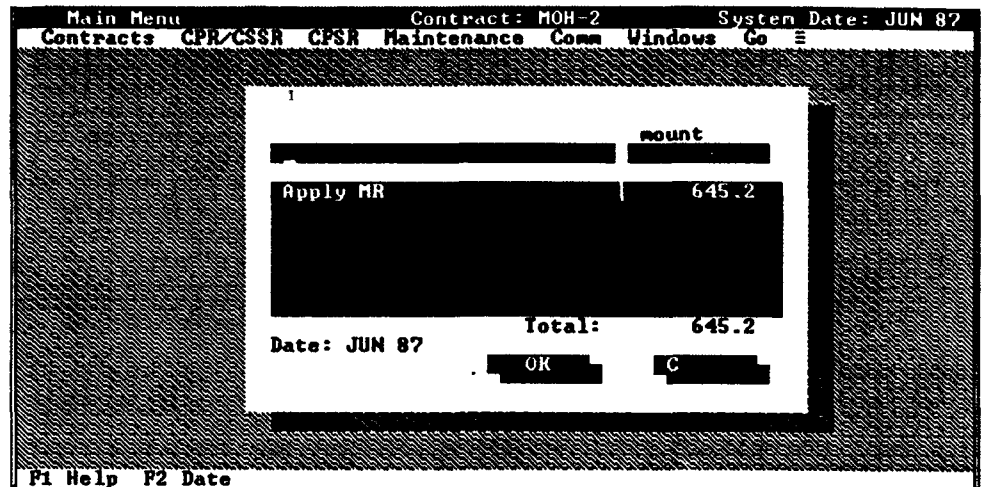 Main Menu Contract: MOH-2 System Date: JUN 87
Contracts CPR/CSSR CPSR Maintenance Comm Windows Go ≡
mount
Apply MR 645.2
Total: 645.2
Date: JUN 87
OK C
F1 Help F2 Date